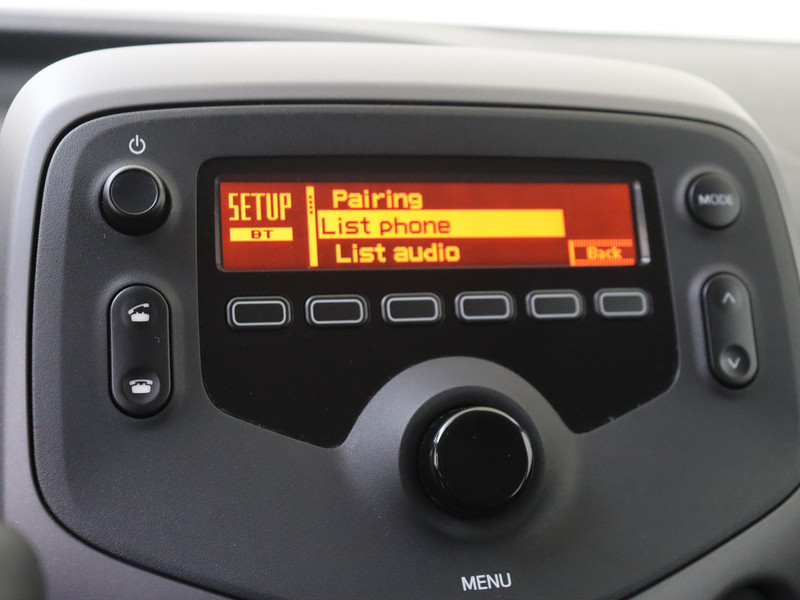 SETUP
BT
Pairing
List phone
List audio
Back
MODE
MENU